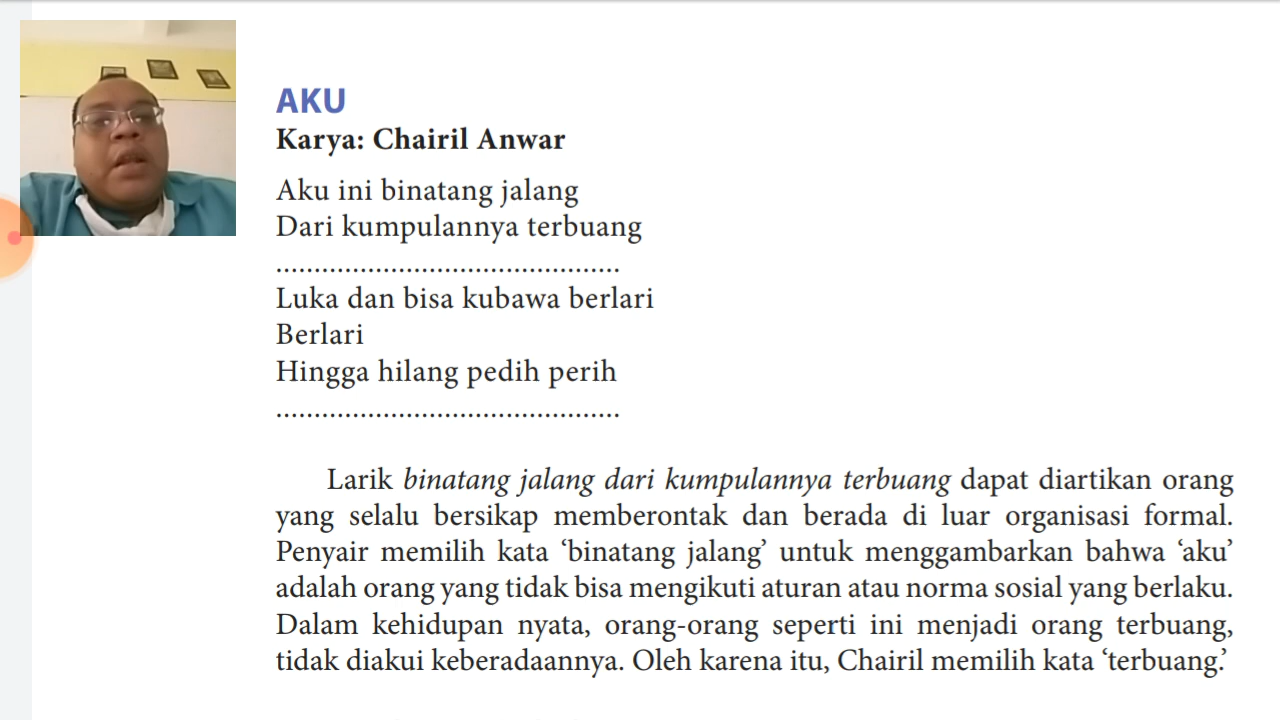 AKU
Karya: Chairil Anwar
Aku ini binatang jalang
Dari kumpulannya terbuang
.............................................
Luka dan bisa kubawa berlari
Berlari
Hingga hilang pedih perih
.............................................
Larik binatang jalang dari kumpulannya terbuang dapat diartikan orang
yang selalu bersikap memberontak dan berada di luar organisasi formal.
Penyair memilih kata ‘binatang jalang’ untuk menggambarkan bahwa ‘aku’
adalah orang yang tidak bisa mengikuti aturan atau norma sosial yang berlaku.
Dalam kehidupan nyata, orang-orang seperti ini menjadi orang terbuang,
tidak diakui keberadaannya. Oleh karena itu, Chairil memilih kata ‘terbuang.’